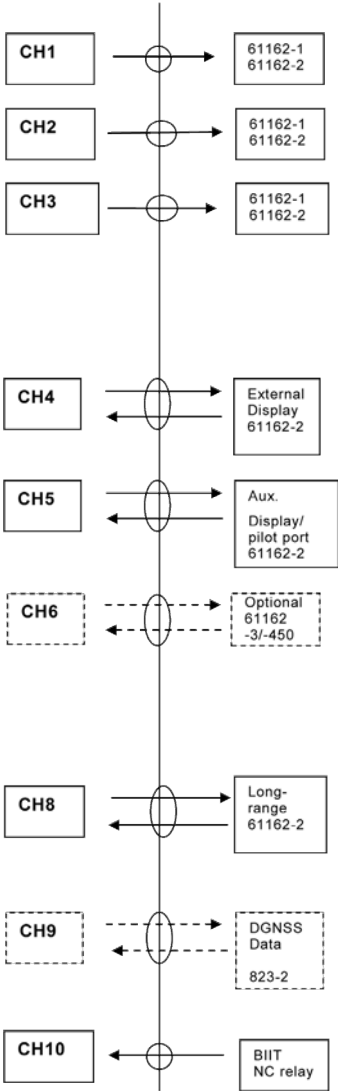 CH1
61162-1
61162-2
CH2
61162-1
61162-2
CH3
61162-1
61162-2
CH4
External
Display
61162-2
CH5
Aux.
Display/
pilot port
61162-2
CH6
Optional
61162
-3/-450
CH8
Long-
range
61162-2
CH9
DGNSS
Data
823-2
CH10
BIIT
NC relay